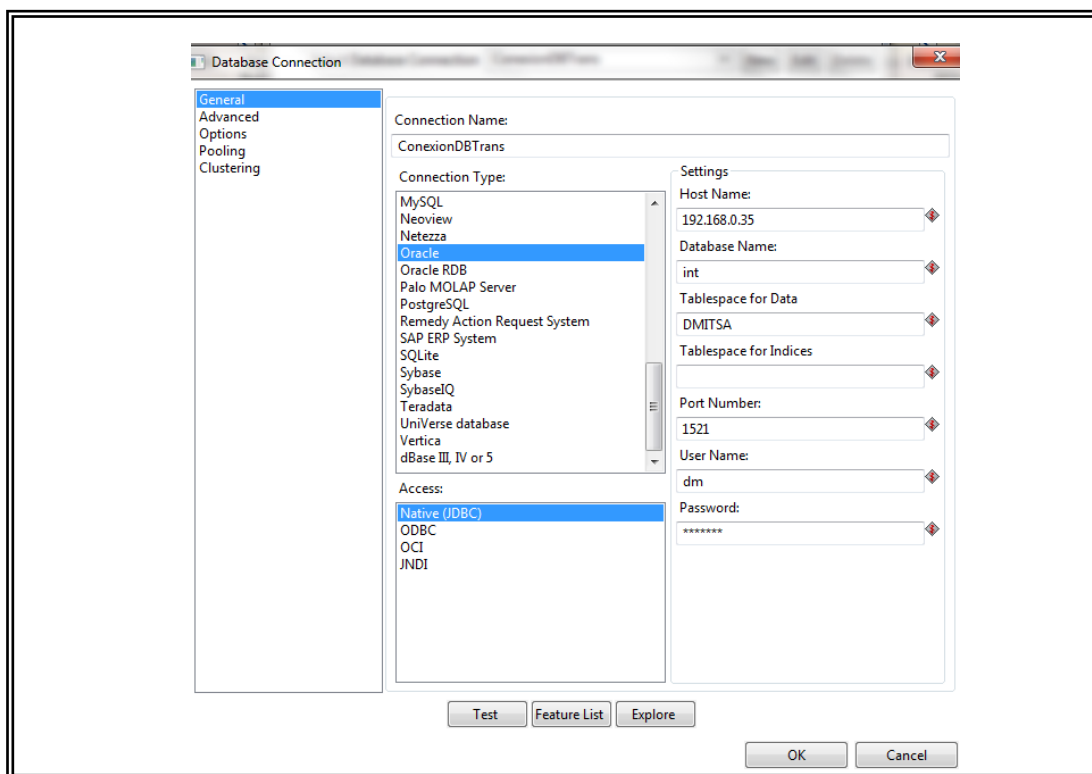 Database Connection
General
Advanced
Options
Pooling
Clustering
Connection Name:
ConexionDBTrans
Connection Type:
MySQL
Neoview
Netezza
Oracle
Oracle RDB
Palo MOLAP Server
PostgreSQL
Remedy Action Request System
SAP ERP System
SQLite
Sybase
SybaseIQ
Teradata
UniVerse database
Vertica
dBase III, IV or 5
Access:
Native (JDBC)
ODBC
OCI
JNDI
Settings
Host Name:
192.168.0.35
Database Name:
int
Tablespace for Data
DMITSA
Tablespace for Indices
Port Number:
1521
User Name:
dm
Password:
*******
Test
Feature List
Explore
OK
Cancel